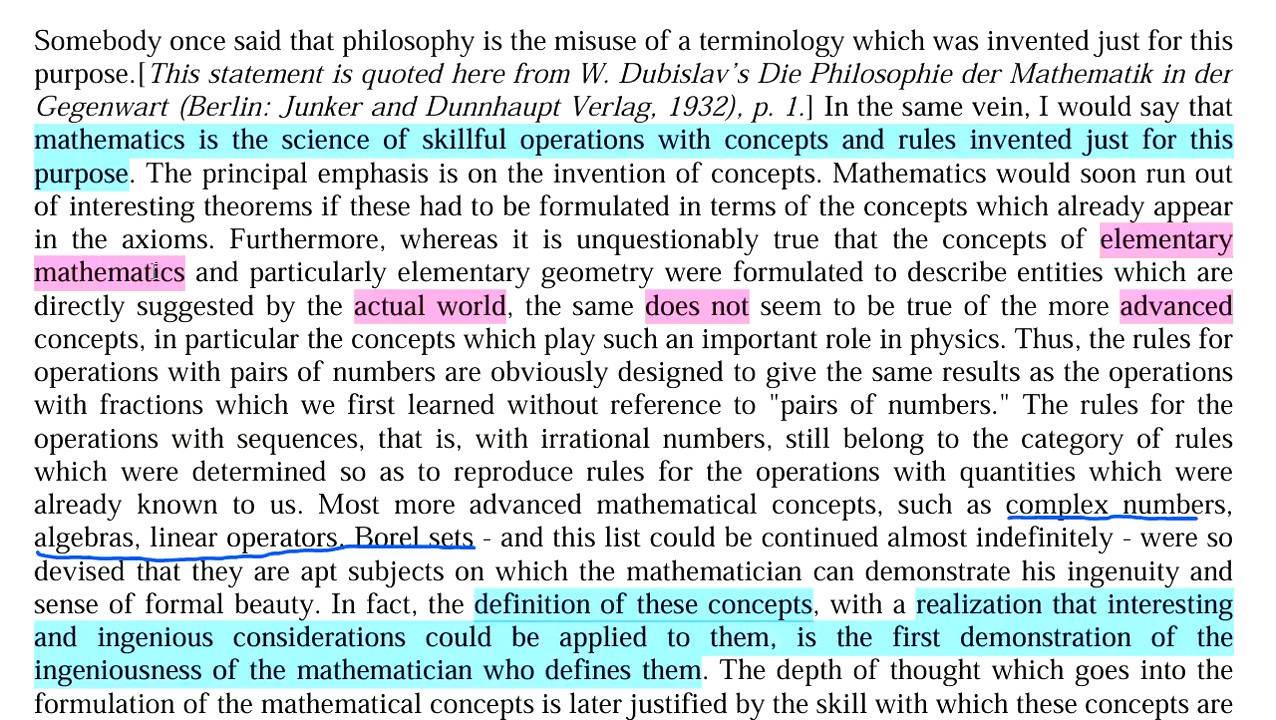 Somebody once said that philosophy is the misuse of a terminology which was invented just for this
purpose.[This statement is quoted here from W. Dubislav's Die Philosophie der Mathematik in der
Gegenwart (Berlin: Junker and Dunnhaupt Verlag, 1932), p. 1.] In the same vein, I would say that
mathematics is the science of skillful operations with concepts and rules invented just for this
purpose. The principal emphasis is on the invention of concepts. Mathematics would soon run out
of interesting theorems if these had to be formulated in terms of the concepts which already appear
in the axioms. Furthermore, whereas it is unquestionably true that the concepts of elementary
mathematics and particularly elementary geometry were formulated to describe entities which are
directly suggested by the actual world, the same does not seem to be true of the more advanced
concepts, in particular the concepts which play such an important role in physics. Thus, the rules for
operations with pairs of numbers are obviously designed to give the same results as the operations
with fractions which we first learned without reference to "pairs of numbers." The rules for the
operations with sequences, that is, with irrational numbers, still belong to the category of rules
which were determined so as to reproduce rules for the operations with quantities which were
already known to us. Most more advanced mathematical concepts, such as complex numbers,
algebras, linear operators, Borel sets - and this list could be continued almost indefinitely - were so
devised that they are apt subjects on which the mathematician can demonstrate his ingenuity and
sense of formal beauty. In fact, the definition of these concepts, with a realization that interesting
and ingenious considerations could be applied to them, is the first demonstration of the
ingeniousness of the mathematician who defines them. The depth of thought which goes into the
formulation of the mathematical concepts is later justified by the skill with which these concepts are